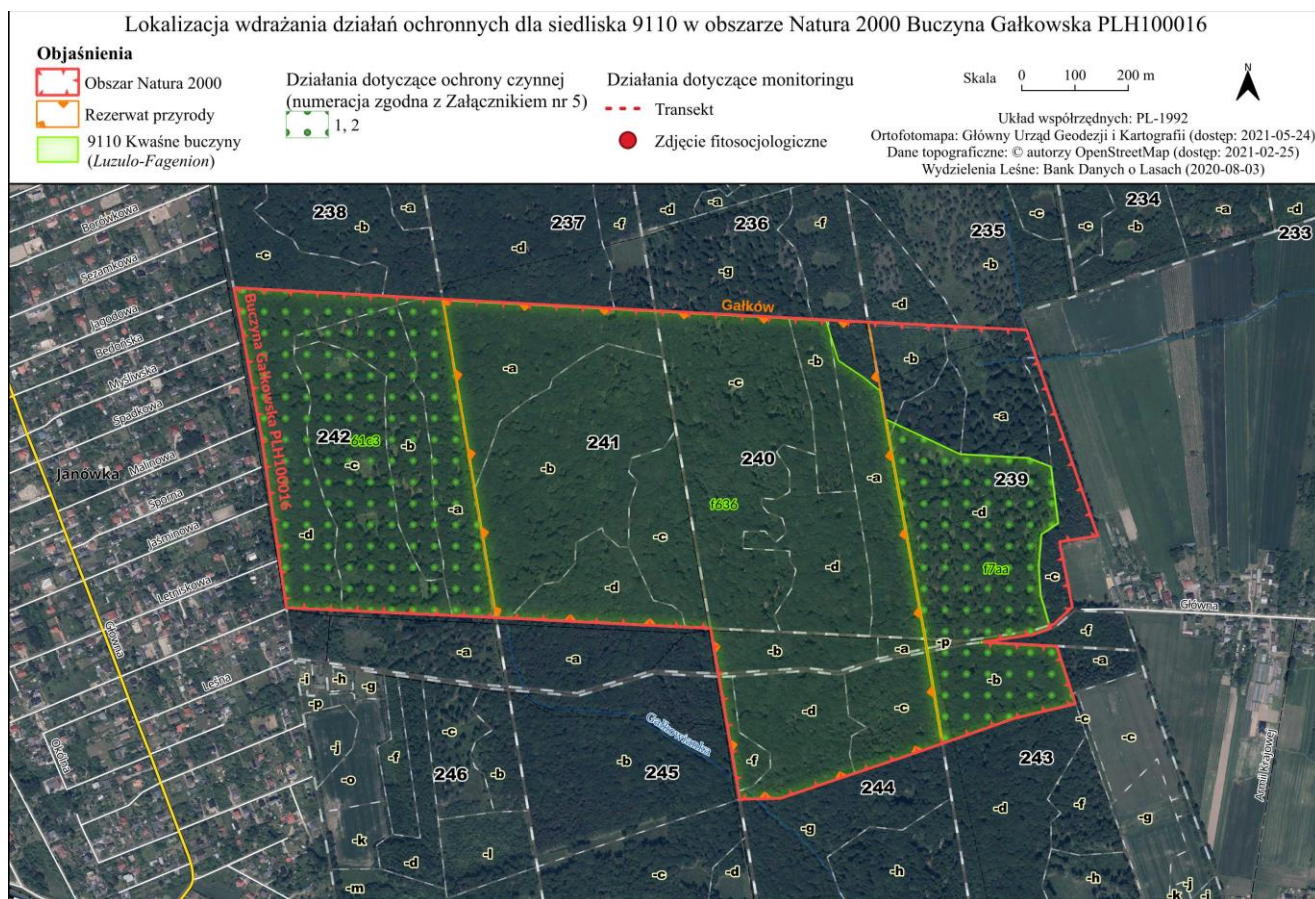 Lokalizacja wdrażania działań ochronnych dla siedliska 9110 w obszarze Natura 2000 Buczyna Gałkowska PLH100016
Objaśnienia
Obszar Natura 2000
Rezerwat przyrody
9110 Kwaśne buczyny
(Luzulo-Fagenion)
Działania dotyczące ochrony czynnej
(numeracja zgodna z Załącznikiem nr 5)
1, 2
Działania dotyczące monitoringu
Transekt
Zdjęcie fitosocjologiczne
Skala 0 100 200 m
N
Układ współrzędnych: PL-1992
Ortofotomapa: Główny Urząd Geodezji i Kartografii (dostęp: 2021-05-24)
Dane topograficzne: © autorzy OpenStreetMap (dostęp: 2021-02-25)
Wydzielenia Leśne: Bank Danych o Lasach (2020-08-03)
Borówkowa
Sezamkowa
Jagodowa
Bedońska
Myśliwska
Spadkowa
Malinowa
Janówka
Sporna
Jaśminowa
Letniskowa
Główna
Leśna
Okólna
238
-a
-b
-c
237
-d
-f
-d
-a
236
-f
-g
235
-b
-d
-c
234
-c
-b
-a
-d
233
Buczyna Gałkowska PLH100016
Gałków
242
61c3
-c
-b
-a
-d
-a
241
-b
-c
-d
-c
240
f636
-b
-a
-d
-b
-a
239
-d
f7aa
-c
Główna
-f
-a
-p
-b
-a
-b
-d
-c
-f
-a
-a
Gałkowianka
-i
-h
-g
-p
-j
-f
-o
-k
-d
-m
-c
246
-b
-l
-b
245
-c
-d
244
-g
-h
243
-d
-f
-h
-c
-c
-g
-j
-k
-i
Armii Krajowej